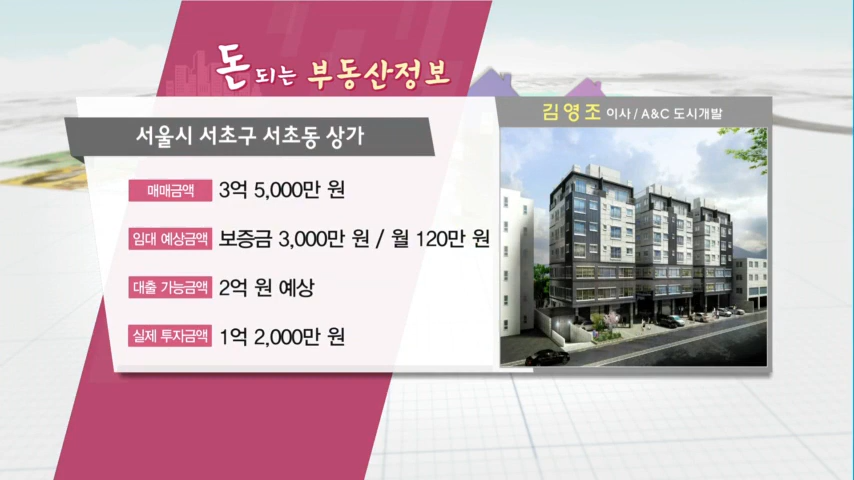 돈 되는 부동산정보
김영조 이사 / A&C 도시개발
서울시 서초구 서초동 상가
매매금액 3억 5,000만 원
임대 예상금액 보증금 3,000만 원 / 월 120만 원
대출 가능금액 2억 원 예상
실제 투자금액 1억 2,000만 원